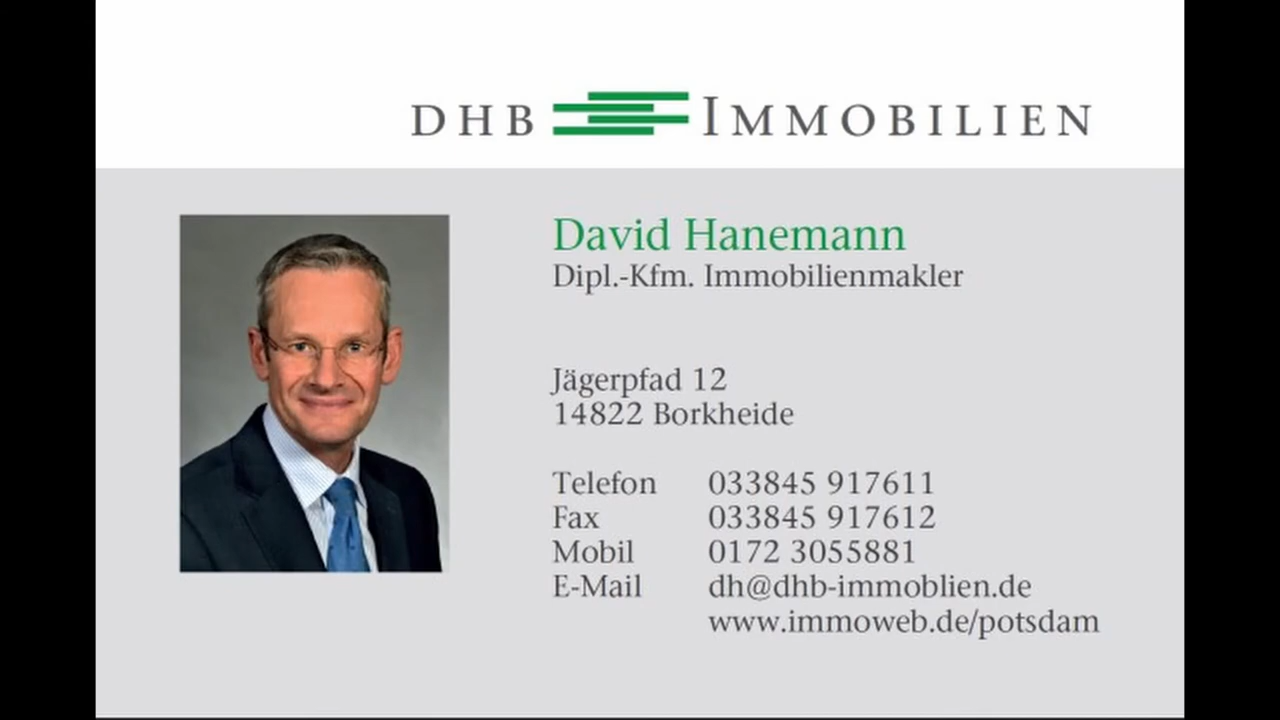 DHB IMMOBILIEN
David Hanemann
Dipl.-Kfm. Immobilienmakler
Jägerpfad 12
14822 Borkheide
Telefon 033845 917611
Fax 033845 917612
Mobil 0172 3055881
E-Mail dh@dhb-immoblien.de
www.immoweb.de/potsdam